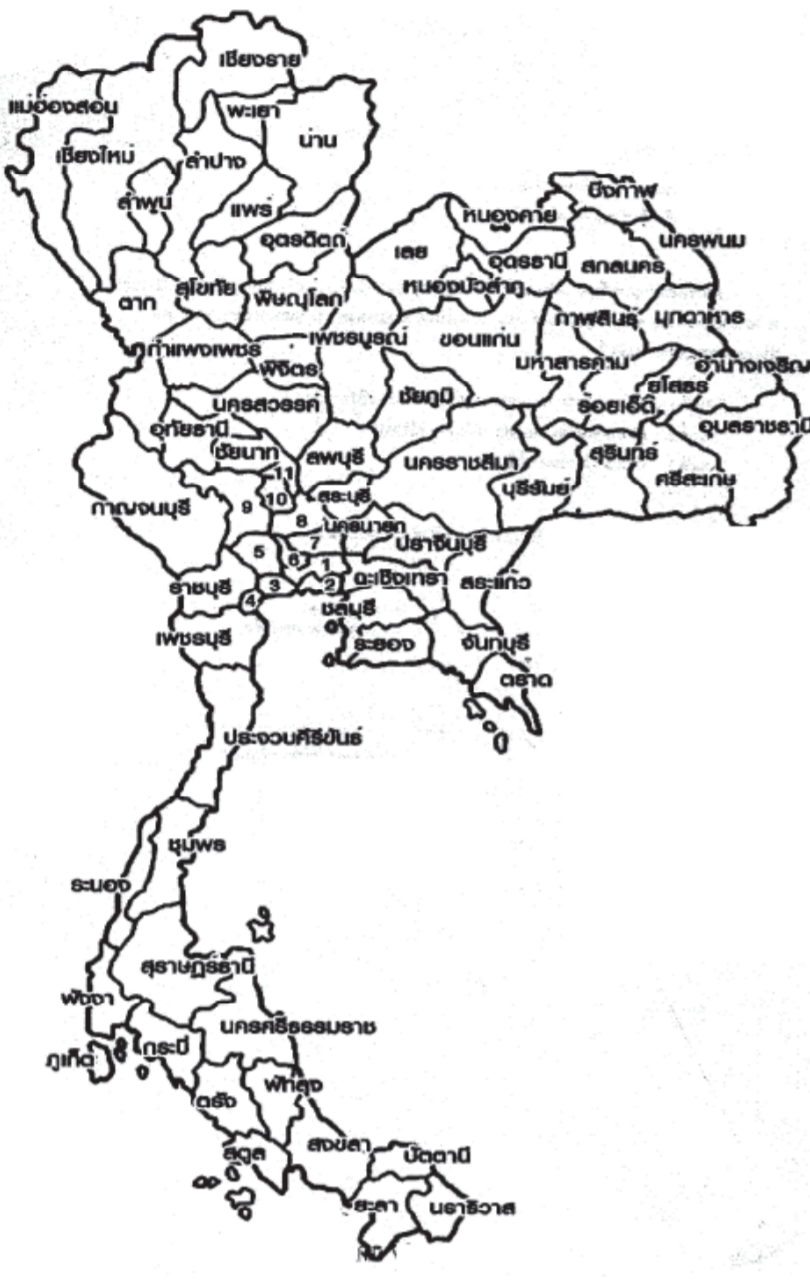 เชียงราย
แม่ฮ่องสอน
พะเยา
น่าน
เชียงใหม่
ลำปาง
ลำพูน
แพร่
อุตรดิตถ์
บึงกาฬ
หนองคาย
นครพนม
เลย
อุดรธานี
สกลนคร
หนองบัวลำภู
ตาก
สุโขทัย
พิษณุโลก
กาฬสินธุ์
มุกดาหาร
กำแพงเพชร
เพชรบูรณ์
ขอนแก่น
พิจิตร
มหาสารคาม
อำนาจเจริญ
ยโสธร
นครสวรรค์
ชัยภูมิ
ร้อยเอ็ด
อุทัยธานี
อุบลราชธานี
ชัยนาท
ลพบุรี
นครราชสีมา
สุรินทร์
ศรีสะเกษ
11
สระบุรี
บุรีรัมย์
กาญจนบุรี
9
10
8
นครนายก
7
ปราจีนบุรี
5
6
1
ฉะเชิงเทรา
สระแก้ว
ราชบุรี
3
2
4
ชลบุรี
เพชรบุรี
ระยอง
จันทบุรี
ตราด
ประจวบคีรีขันธ์
ชุมพร
ระนอง
สุราษฎร์ธานี
พังงา
นครศรีธรรมราช
ภูเก็ต
กระบี่
พัทลุง
ตรัง
สตูล
สงขลา
ปัตตานี
ยะลา
นราธิวาส